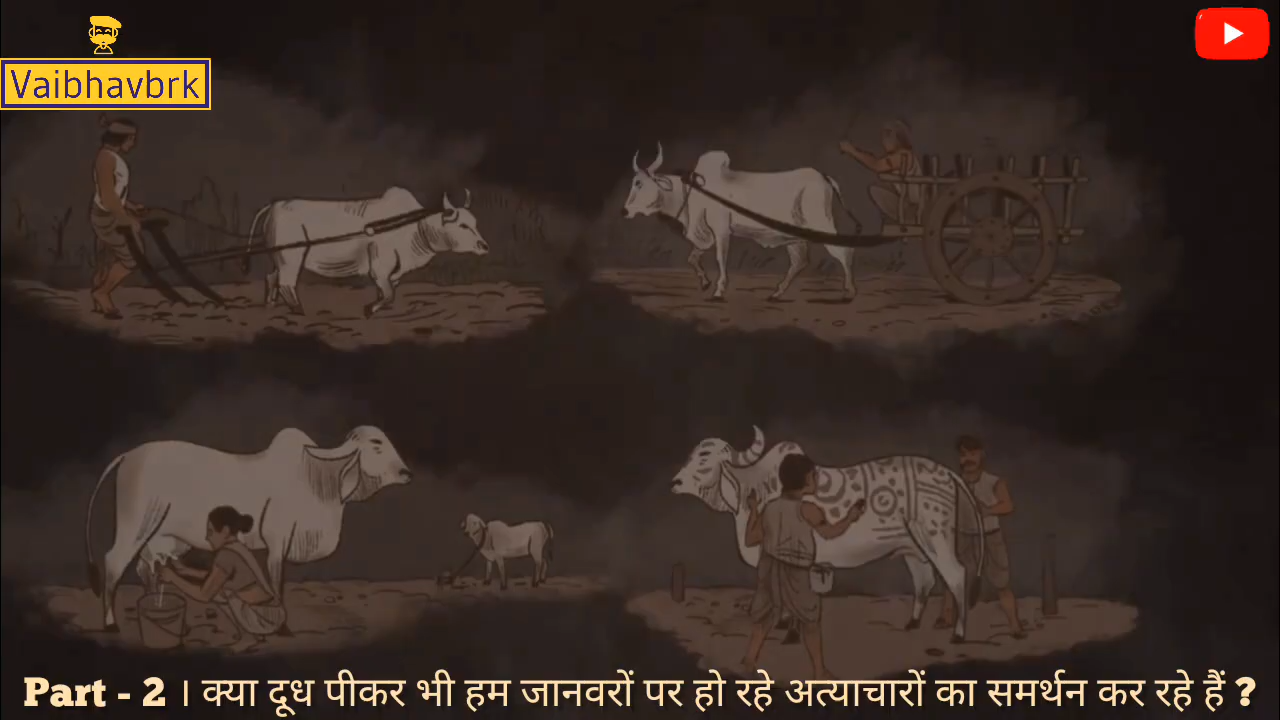 Vaibhavbrk
Part - 2 । क्या दूध पीकर भी हम जानवरों पर हो रहे अत्याचारों का समर्थन कर रहे हैं ?